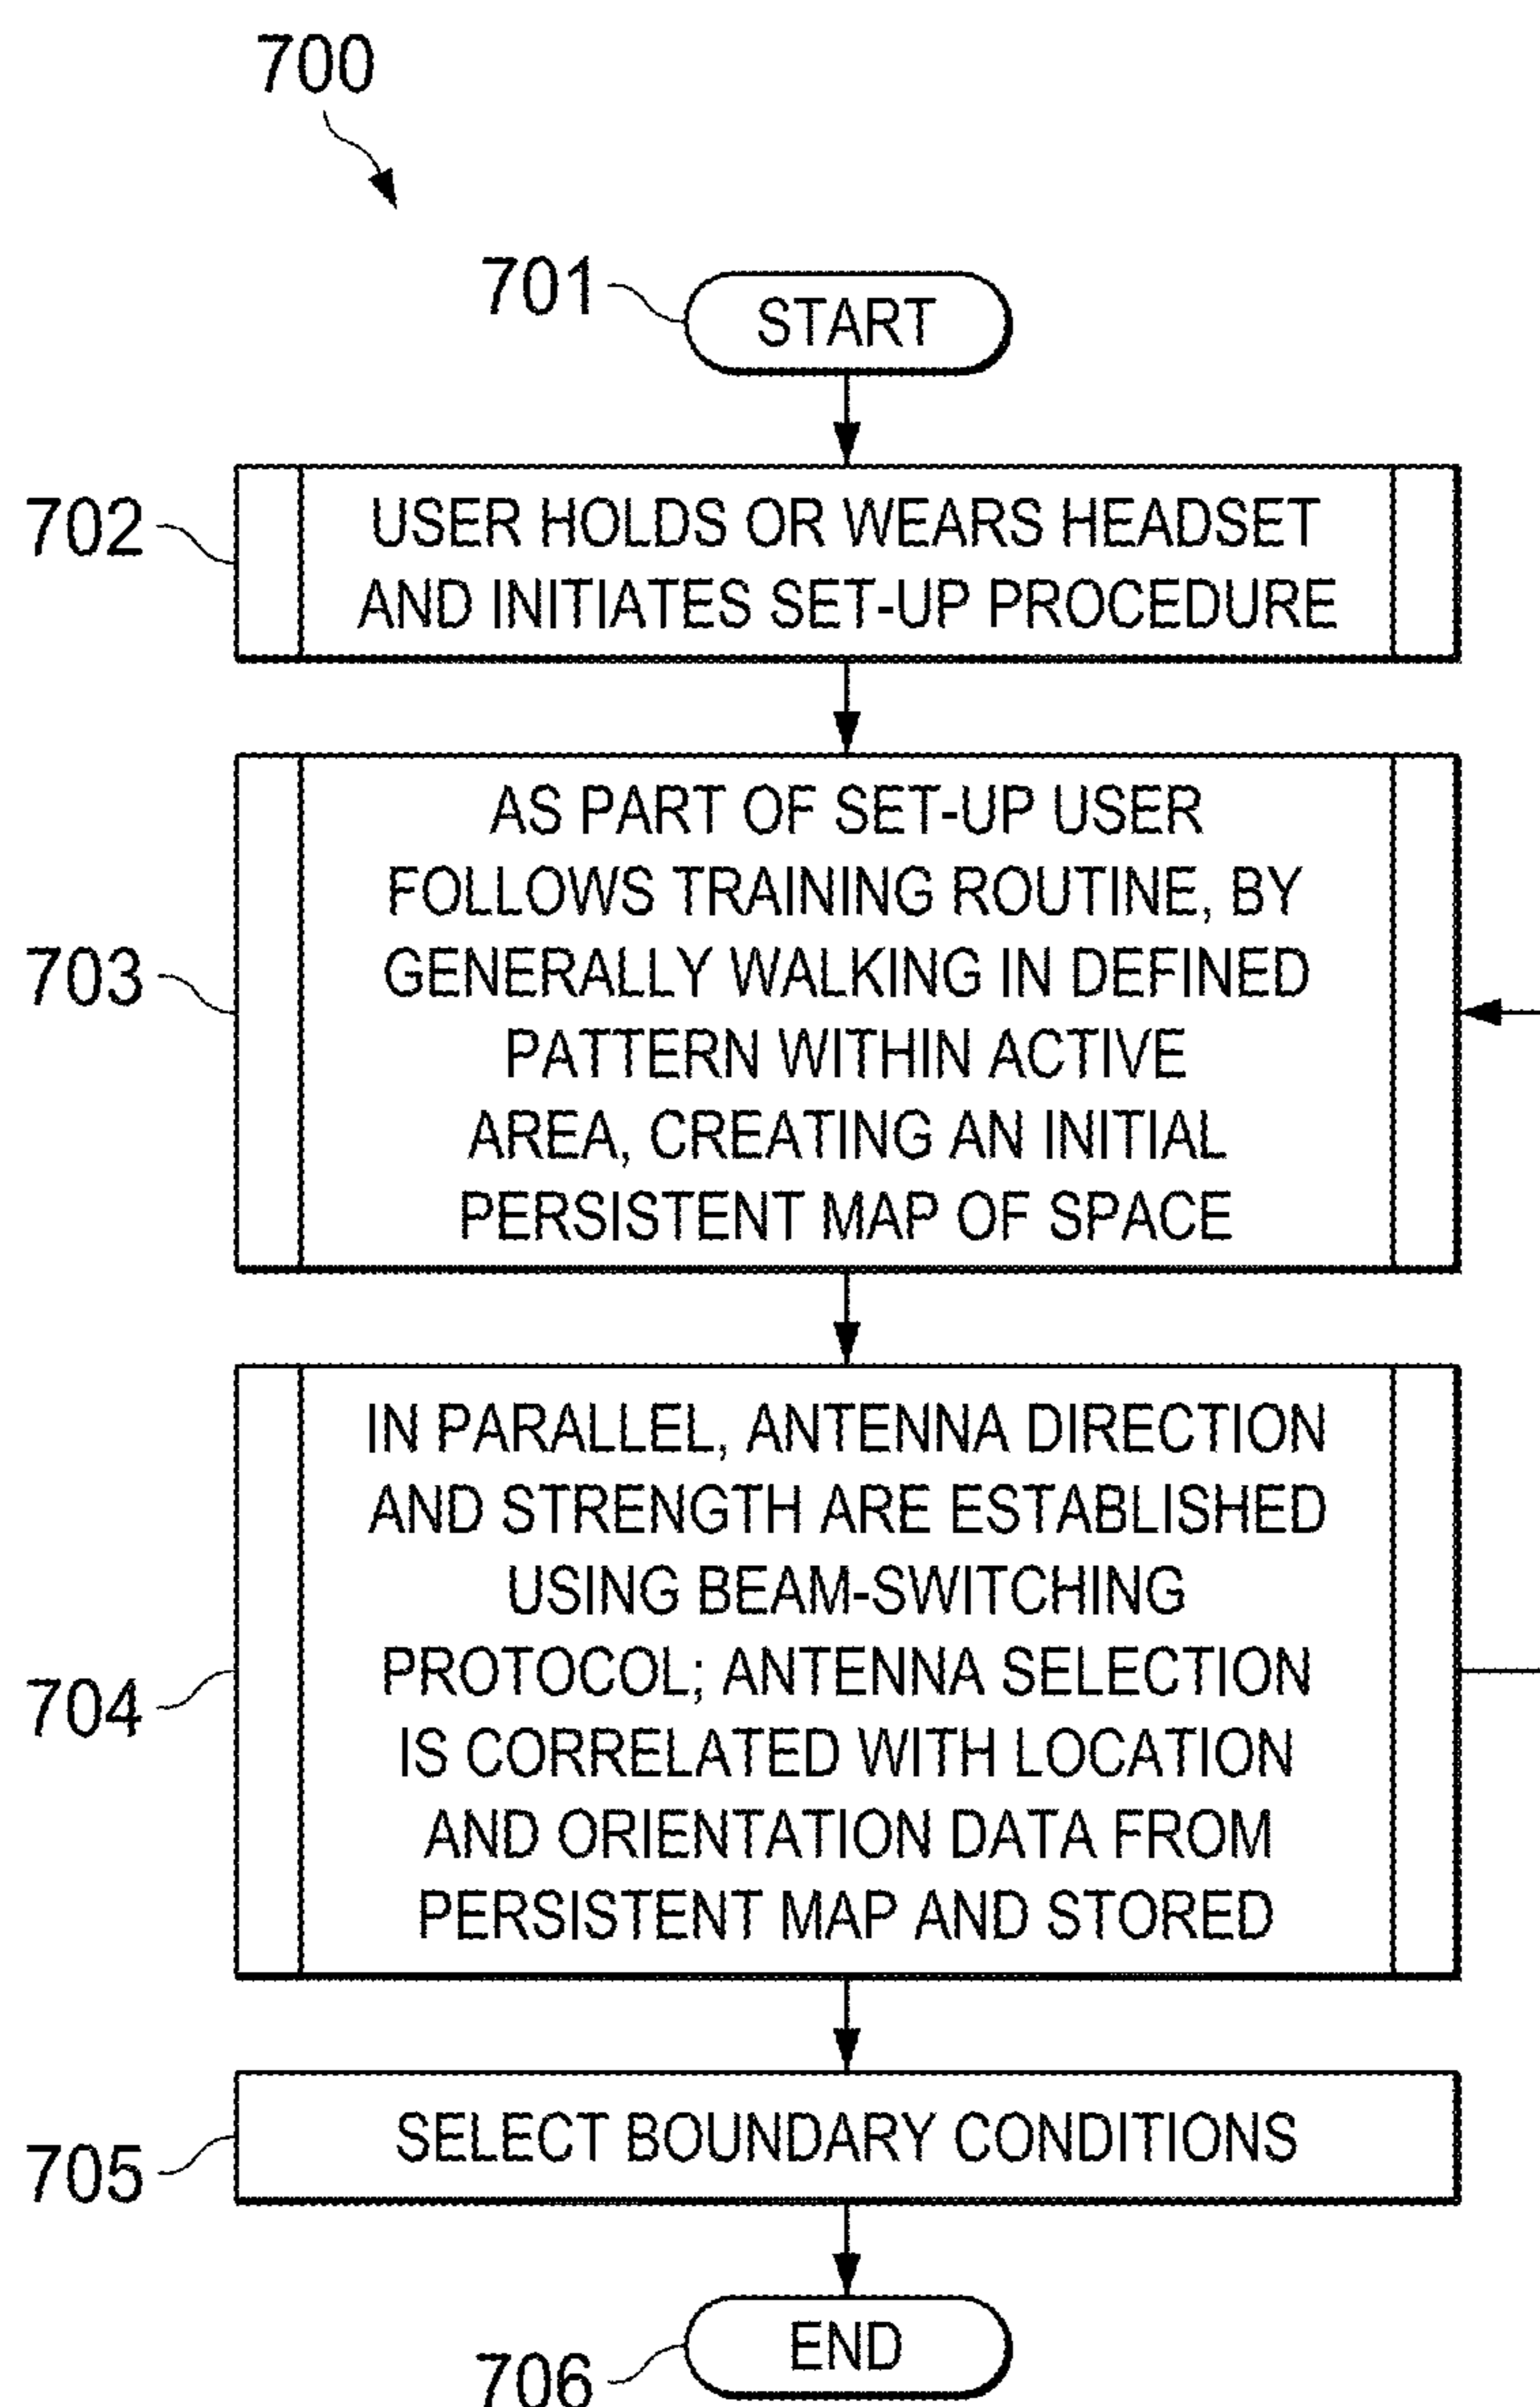 700
701
START
702
USER HOLDS OR WEARS HEADSET
AND INITIATES SET-UP PROCEDURE
703
AS PART OF SET-UP USER
FOLLOWS TRAINING ROUTINE, BY
GENERALLY WALKING IN DEFINED
PATTERN WITHIN ACTIVE
AREA, CREATING AN INITIAL
PERSISTENT MAP OF SPACE
704
IN PARALLEL, ANTENNA DIRECTION
AND STRENGTH ARE ESTABLISHED
USING BEAM-SWITCHING
PROTOCOL; ANTENNA SELECTION
IS CORRELATED WITH LOCATION
AND ORIENTATION DATA FROM
PERSISTENT MAP AND STORED
705
SELECT BOUNDARY CONDITIONS
706
END